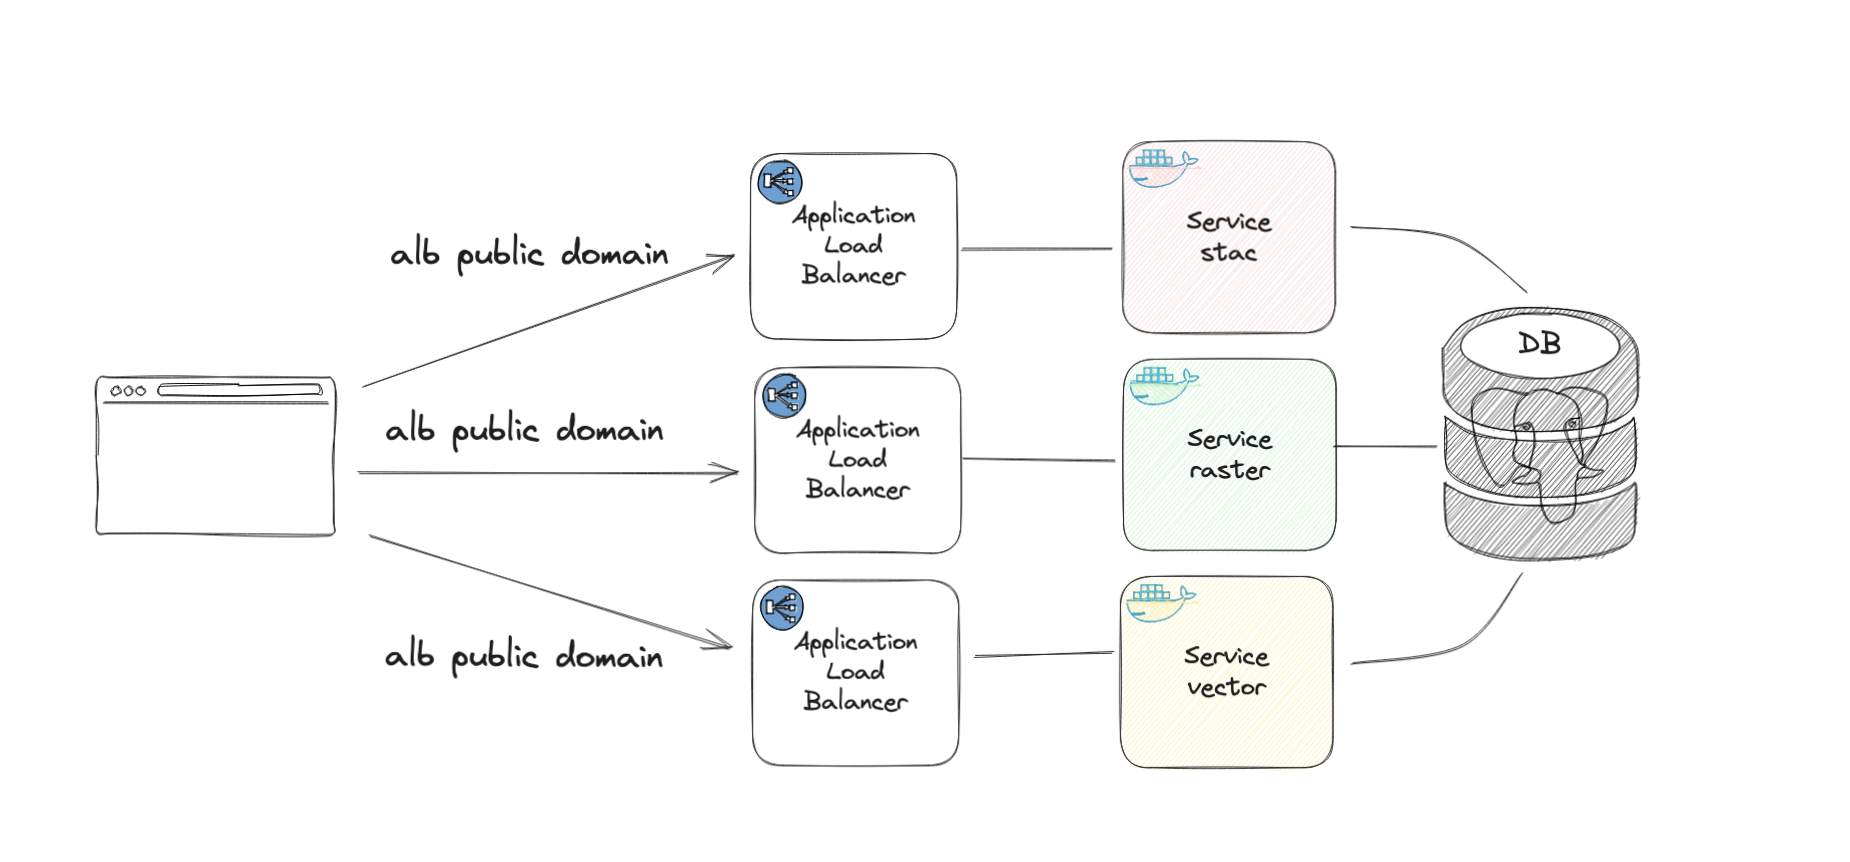 alb public domain
Application
Load
Balancer
Service
stac
DB
alb public domain
Application
Load
Balancer
Service
raster
alb public domain
Application
Load
Balancer
Service
vector